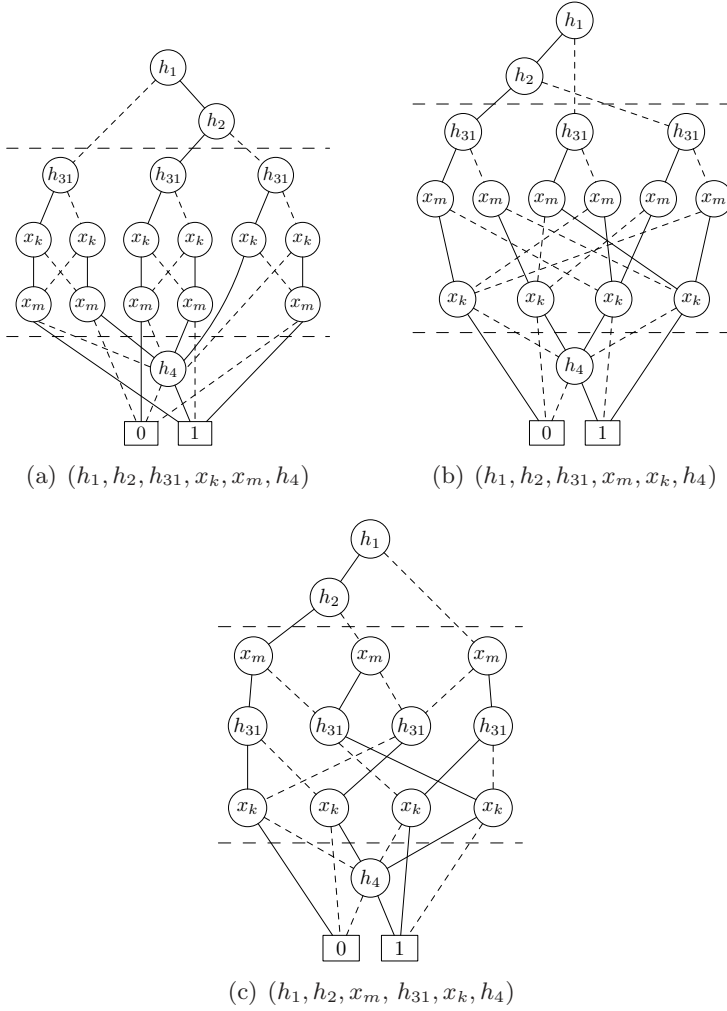 h₁
h₂
h₃₁ h₃₁ h₃₁
xₖ xₖ xₖ xₖ xₖ xₖ
xₘ xₘ xₘ xₘ xₘ
h₄
0 1
(a) (h₁, h₂, h₃₁, xₖ, xₘ, h₄)
h₁
h₂
h₃₁ h₃₁ h₃₁
xₘ xₘ xₘ xₘ xₘ xₘ
xₖ xₖ xₖ xₖ
h₄
0 1
(b) (h₁, h₂, h₃₁, xₘ, xₖ, h₄)
h₁
h₂
xₘ xₘ xₘ
h₃₁ h₃₁ h₃₁ h₃₁
xₖ xₖ xₖ xₖ
h₄
0 1
(c) (h₁, h₂, xₘ, h₃₁, xₖ, h₄)